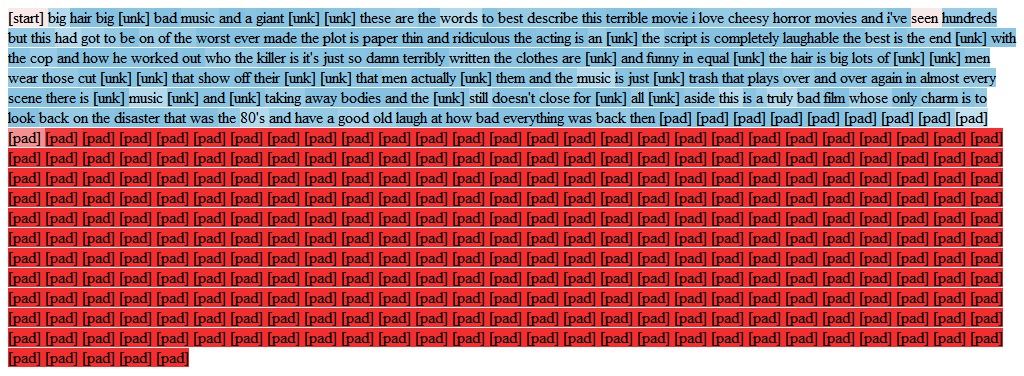 [start] big hair big [unk] bad music and a giant [unk] [unk] these are the words to best describe this terrible movie i love cheesy horror movies and i've seen hundreds
but this had got to be on of the worst ever made the plot is paper thin and ridiculous the acting is an [unk] the script is completely laughable the best is the end [unk] with
the cop and how he worked out who the killer is it's just so damn terribly written the clothes are [unk] and funny in equal [unk] the hair is big lots of [unk] [unk] men
wear those cut [unk] [unk] that show off their [unk] [unk] that men actually [unk] them and the music is just [unk] trash that plays over and over again in almost every
scene there is [unk] music [unk] and [unk] taking away bodies and the [unk] still doesn't close for [unk] all [unk] aside this is a truly bad film whose only charm is to
look back on the disaster that was the 80's and have a good old laugh at how bad everything was back then [pad] [pad] [pad] [pad] [pad] [pad] [pad] [pad] [pad]
[pad] [pad] [pad] [pad] [pad] [pad] [pad] [pad] [pad] [pad] [pad] [pad] [pad] [pad] [pad] [pad] [pad] [pad] [pad] [pad] [pad] [pad] [pad] [pad] [pad] [pad] [pad]
[pad] [pad] [pad] [pad] [pad] [pad] [pad] [pad] [pad] [pad] [pad] [pad] [pad] [pad] [pad] [pad] [pad] [pad] [pad] [pad] [pad] [pad] [pad] [pad] [pad] [pad] [pad]
[pad] [pad] [pad] [pad] [pad] [pad] [pad] [pad] [pad] [pad] [pad] [pad] [pad] [pad] [pad] [pad] [pad] [pad] [pad] [pad] [pad] [pad] [pad] [pad] [pad] [pad] [pad]
[pad] [pad] [pad] [pad] [pad] [pad] [pad] [pad] [pad] [pad] [pad] [pad] [pad] [pad] [pad] [pad] [pad] [pad] [pad] [pad] [pad] [pad] [pad] [pad] [pad] [pad] [pad]
[pad] [pad] [pad] [pad] [pad] [pad] [pad] [pad] [pad] [pad] [pad] [pad] [pad] [pad] [pad] [pad] [pad] [pad] [pad] [pad] [pad] [pad] [pad] [pad] [pad] [pad] [pad]
[pad] [pad] [pad] [pad] [pad] [pad] [pad] [pad] [pad] [pad] [pad] [pad] [pad] [pad] [pad] [pad] [pad] [pad] [pad] [pad] [pad] [pad] [pad] [pad] [pad] [pad] [pad]
[pad] [pad] [pad] [pad] [pad] [pad] [pad] [pad] [pad] [pad] [pad] [pad] [pad] [pad] [pad] [pad] [pad] [pad] [pad] [pad] [pad] [pad] [pad] [pad] [pad] [pad] [pad]
[pad] [pad] [pad] [pad] [pad] [pad] [pad] [pad] [pad] [pad] [pad] [pad] [pad] [pad] [pad] [pad] [pad] [pad] [pad] [pad] [pad] [pad] [pad] [pad] [pad] [pad] [pad]
[pad] [pad] [pad] [pad] [pad] [pad] [pad] [pad] [pad] [pad] [pad] [pad] [pad] [pad] [pad] [pad] [pad] [pad] [pad] [pad] [pad] [pad] [pad] [pad] [pad] [pad] [pad]
[pad] [pad] [pad] [pad] [pad] [pad] [pad] [pad] [pad] [pad] [pad] [pad] [pad] [pad] [pad] [pad] [pad] [pad] [pad] [pad] [pad] [pad] [pad] [pad] [pad] [pad] [pad]
[pad] [pad] [pad] [pad] [pad] [pad] [pad] [pad] [pad] [pad] [pad] [pad] [pad] [pad] [pad] [pad] [pad] [pad] [pad] [pad] [pad] [pad] [pad] [pad] [pad] [pad] [pad]
[pad] [pad] [pad] [pad] [pad]